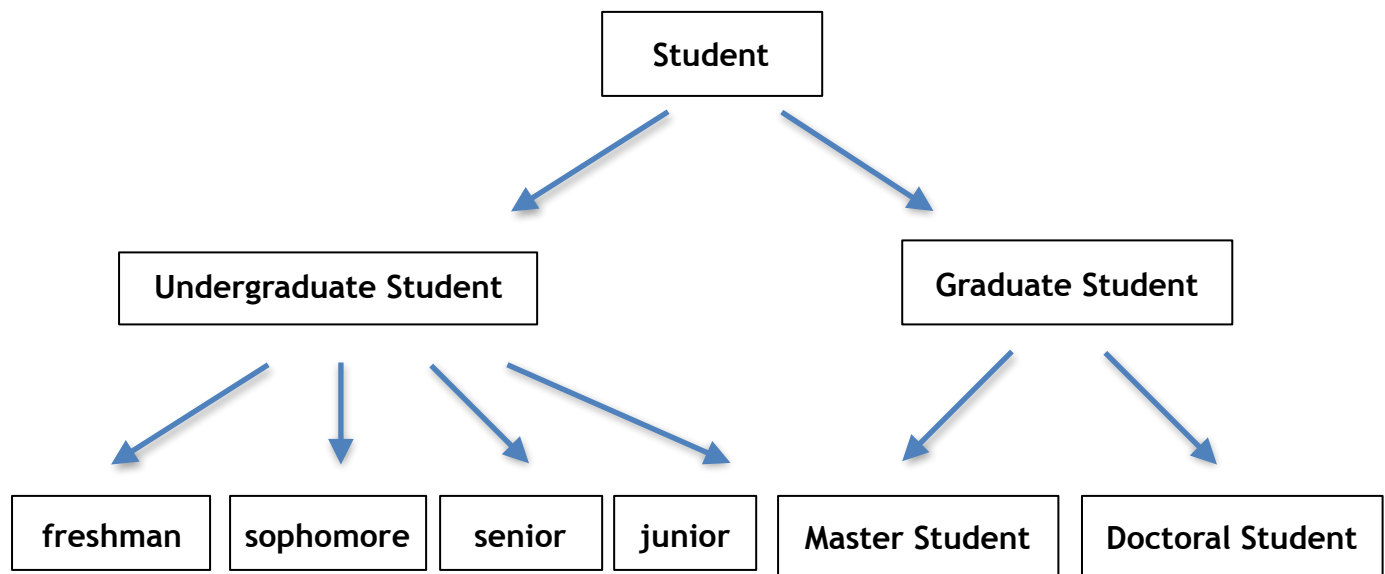 Student
Undergraduate Student
Graduate Student
freshman
sophomore
senior
junior
Master Student
Doctoral Student